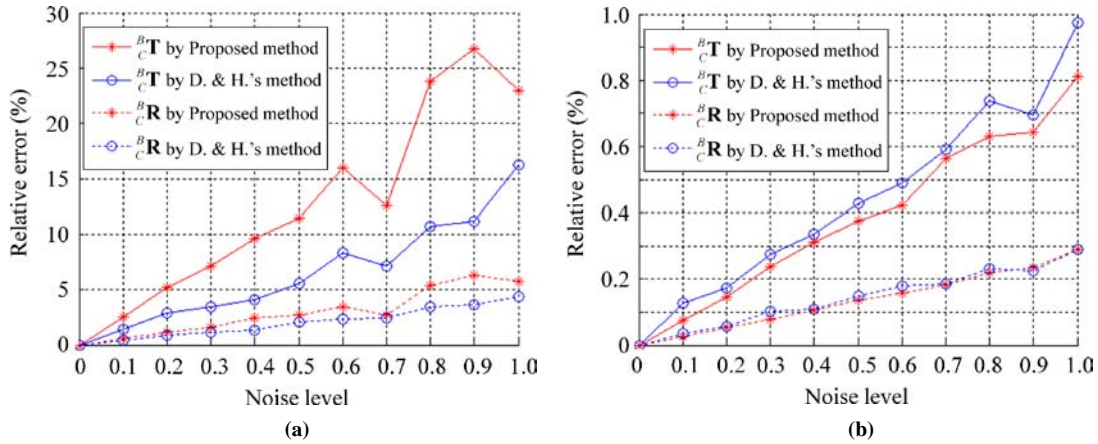 30
25
20
15
10
5
0
Relative error (%)
B C T by Proposed method
B C T by D. & H.'s method
B C R by Proposed method
B C R by D. & H.'s method
0 0.1 0.2 0.3 0.4 0.5 0.6 0.7 0.8 0.9 1.0
Noise level
(a)
1.0
0.8
0.6
0.4
0.2
0
Relative error (%)
B C T by Proposed method
B C T by D. & H.'s method
B C R by Proposed method
B C R by D. & H.'s method
0 0.1 0.2 0.3 0.4 0.5 0.6 0.7 0.8 0.9 1.0
Noise level
(b)